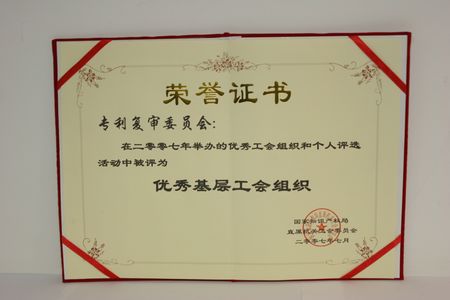 荣誉证书
专利复审委员会:
在二零零七年举办的优秀工会组织和个人评选
活动中被评为
优秀基层工会组织
国家知识产权局
直属机关工会委员会
二零零七年七月